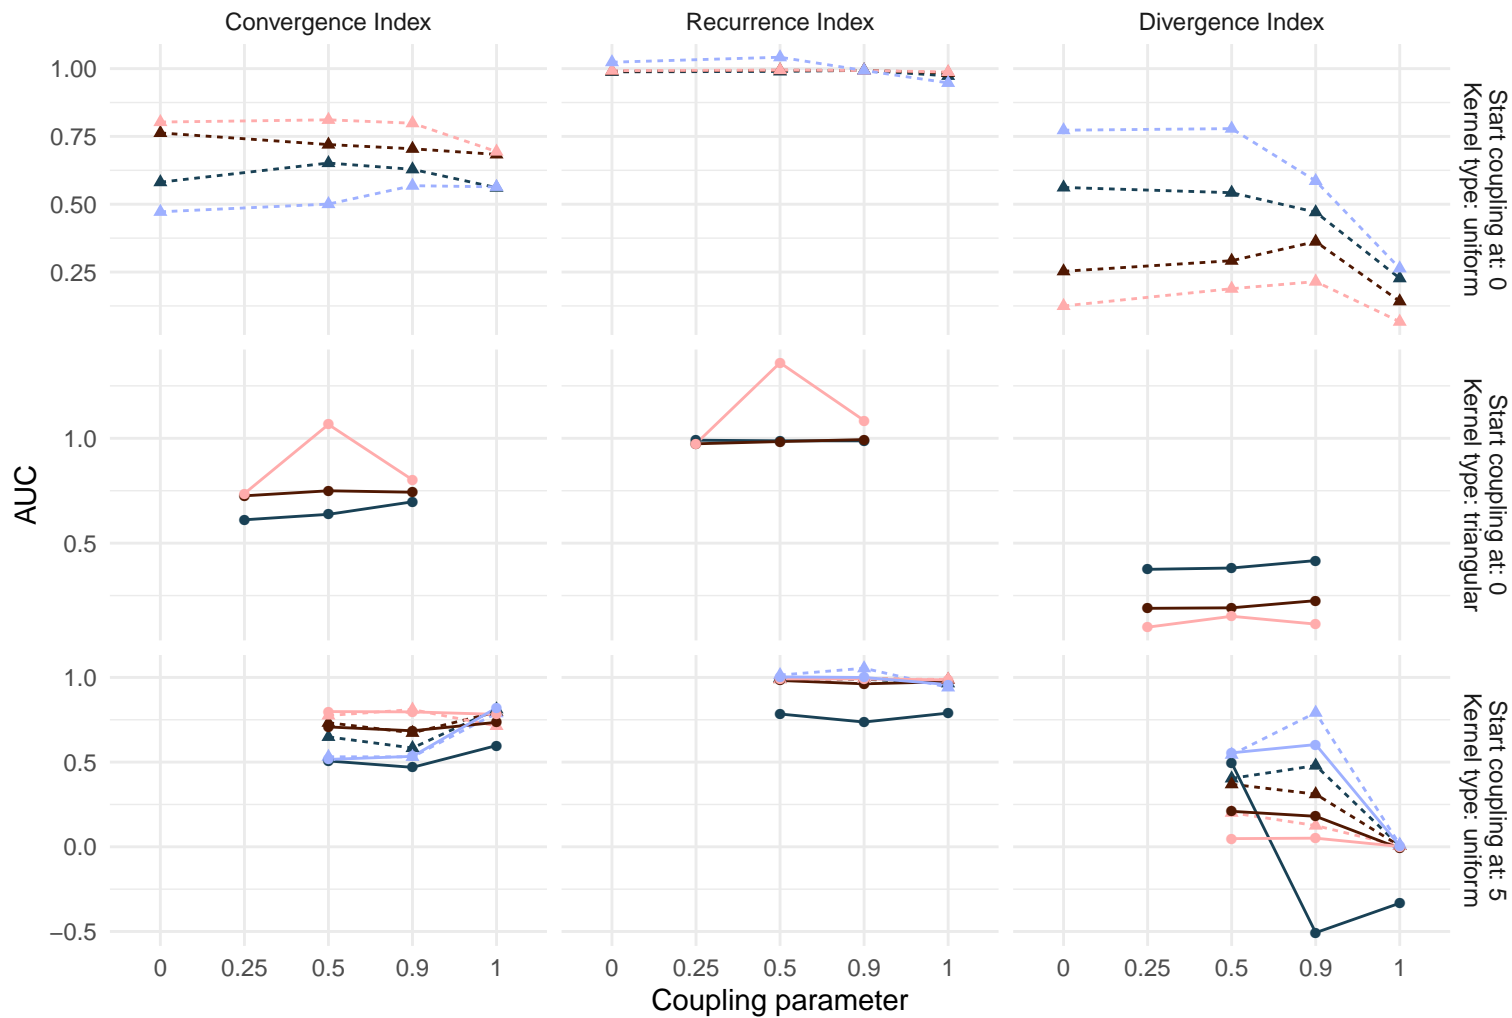 Convergence Index
Recurrence Index
Divergence Index
1.00
0.75
0.50
0.25
Start coupling at: 0
Kernel type: uniform
1.0
0.5
Start coupling at: 0
Kernel type: triangular
AUC
1.0
0.5
0.0
−0.5
Start coupling at: 5
Kernel type: uniform
0 0.25 0.5 0.9 1
0 0.25 0.5 0.9 1
0 0.25 0.5 0.9 1
Coupling parameter